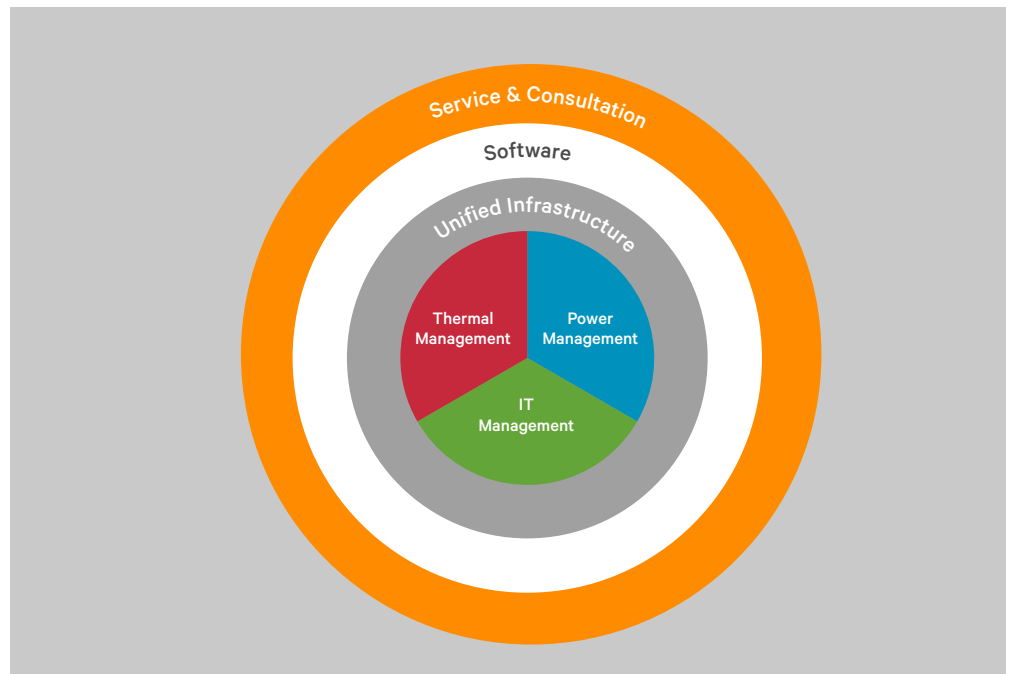 Service & Consultation
Software
Unified Infrastructure
Thermal
Management
Power
Management
IT
Management